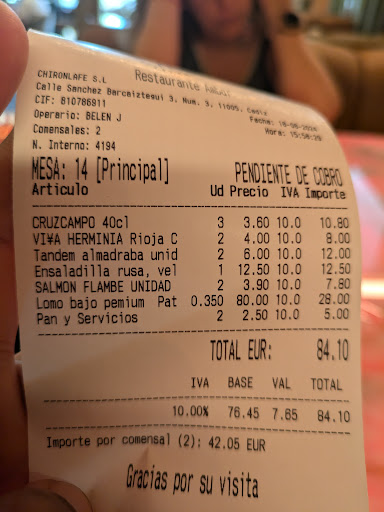 Restaurante
CHIRONLAFE S.L
Calle Sanchez Barcaiztegui 3, Num. 3, 11005, Cadiz
CIF: B10786911
Operario: BELEN J
Fecha:
Comensales: 2
Hora: 15:58:29
N. Interno: 4194
MESA: 14 [Principal]
PENDIENTE DE COBRO
Articulo Ud Precio IVA Importe
CRUZCAMPO 40cl 3 3.60 10.0 10.80
VI¥A HERMINIA Rioja C 2 4.00 10.0 8.00
Tandem almadraba unid 2 6.00 10.0 12.00
Ensaladilla rusa, vel 1 12.50 10.0 12.50
SALMON FLAMBE UNIDAD 2 3.90 10.0 7.80
Lomo bajo pemium Pat 0.350 80.00 10.0 28.00
Pan y Servicios 2 2.50 10.0 5.00
TOTAL EUR: 84.10
IVA BASE VAL TOTAL
10.00% 76.45 7.65 84.10
Importe por comensal (2): 42.05 EUR
Gracias por su visita